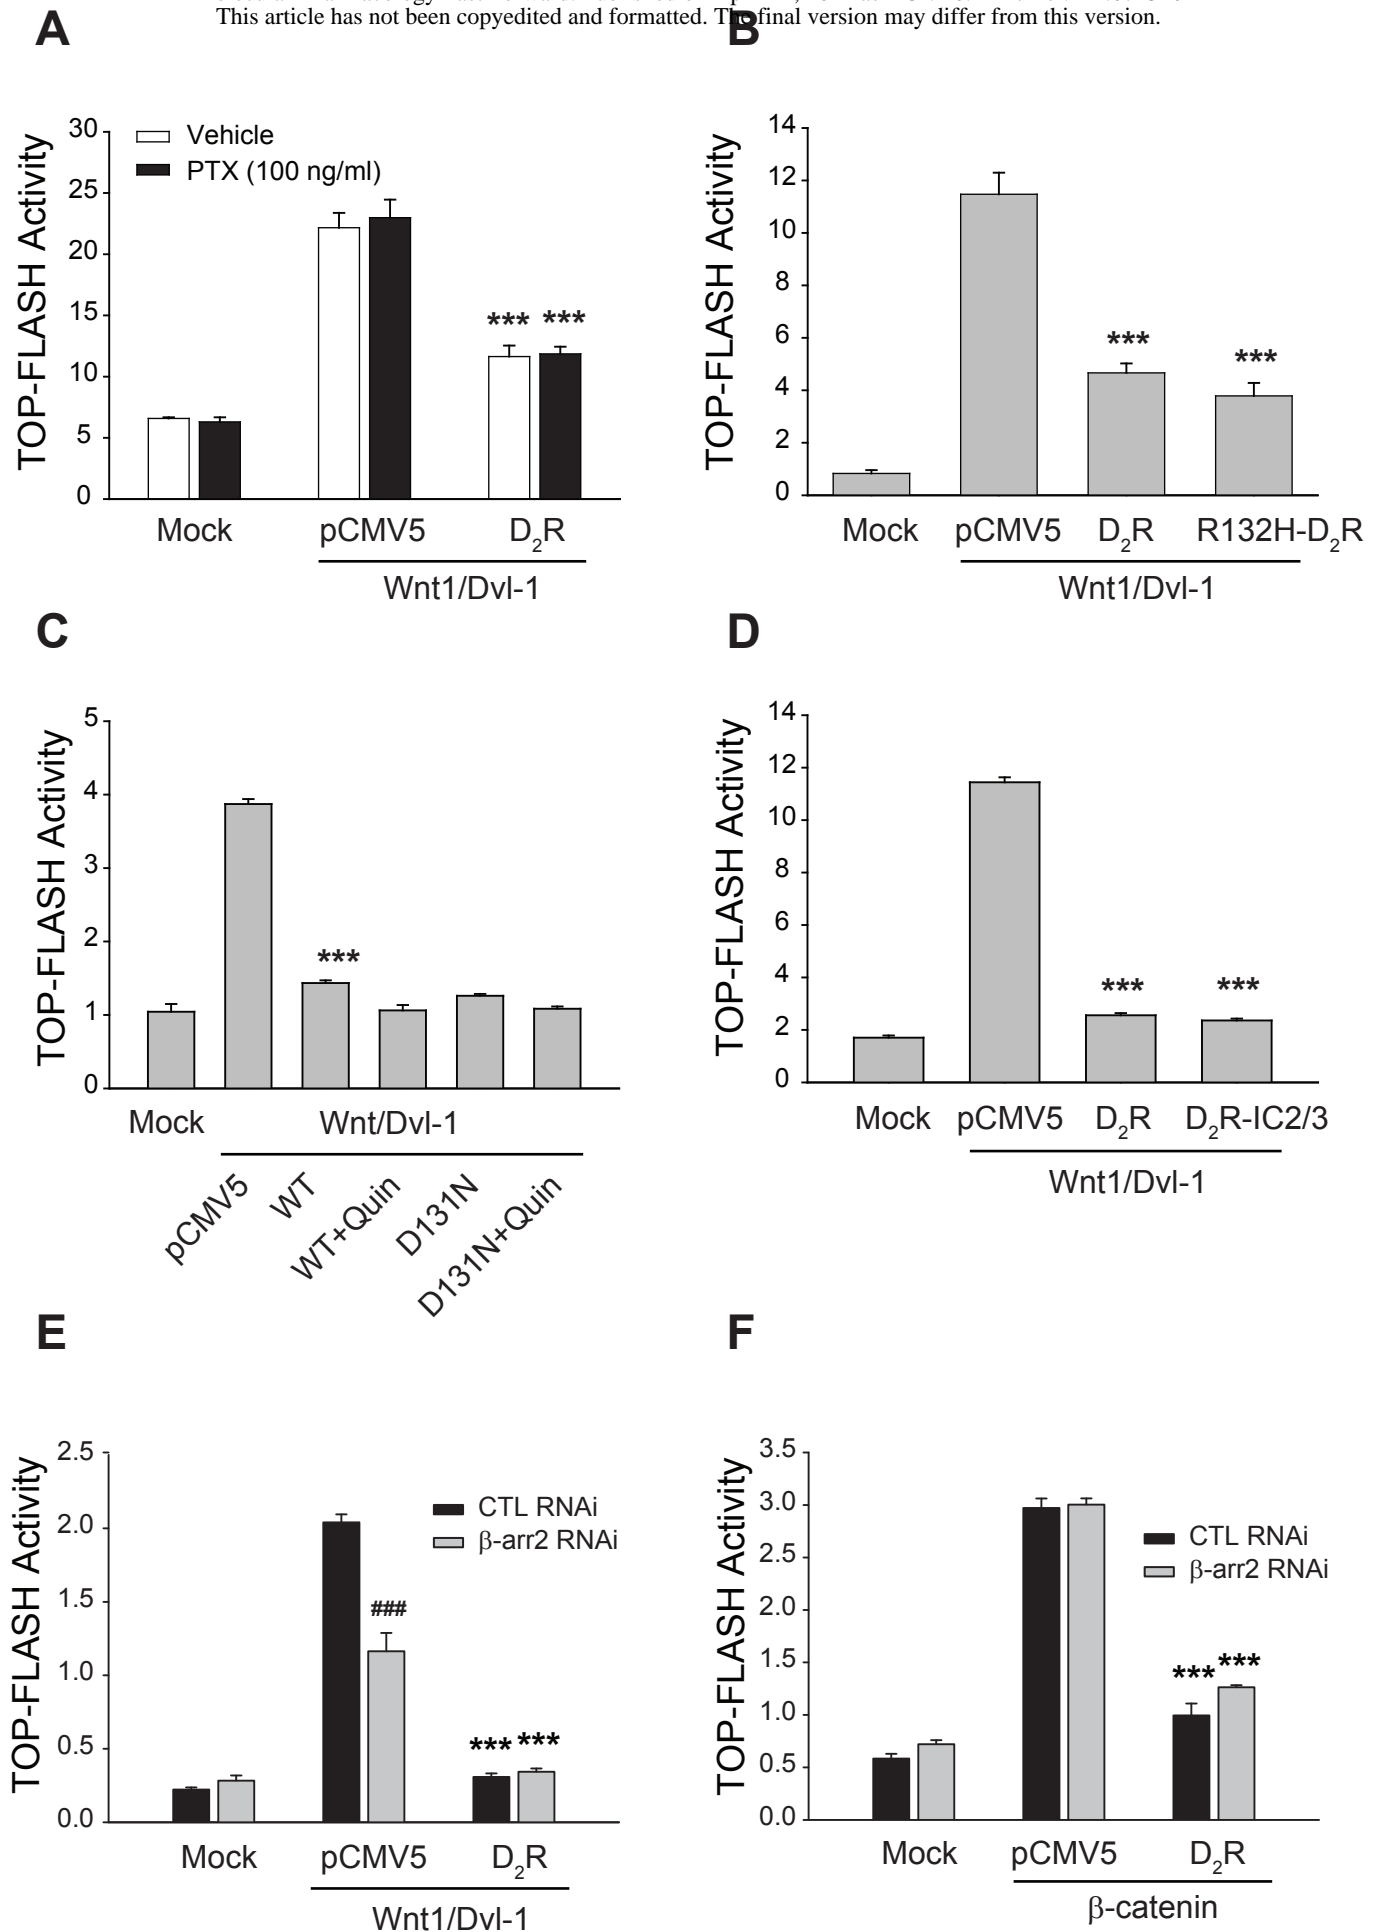 This article has not been copyedited and formatted. The final version may differ from this version.
A
TOP-FLASH Activity
30
25
20
15
10
5
0
Vehicle
PTX (100 ng/ml)
*** ***
Mock pCMV5 D2R
Wnt1/Dvl-1
B
TOP-FLASH Activity
14
12
10
8
6
4
2
0
***
***
Mock pCMV5 D2R R132H-D2R
Wnt1/Dvl-1
C
TOP-FLASH Activity
5
4
3
2
1
0
***
Mock Wnt/Dvl-1
pCMV5
WT
WT+Quin
D131N
D131N+Quin
D
TOP-FLASH Activity
14
12
10
8
6
4
2
0
*** ***
Mock pCMV5 D2R D2R-IC2/3
Wnt1/Dvl-1
E
TOP-FLASH Activity
2.5
2.0
1.5
1.0
0.5
0.0
CTL RNAi
β-arr2 RNAi
###
*** ***
Mock pCMV5 D2R
Wnt1/Dvl-1
F
TOP-FLASH Activity
3.5
3.0
2.5
2.0
1.5
1.0
0.5
0.0
CTL RNAi
β-arr2 RNAi
*** ***
Mock pCMV5 D2R
β-catenin